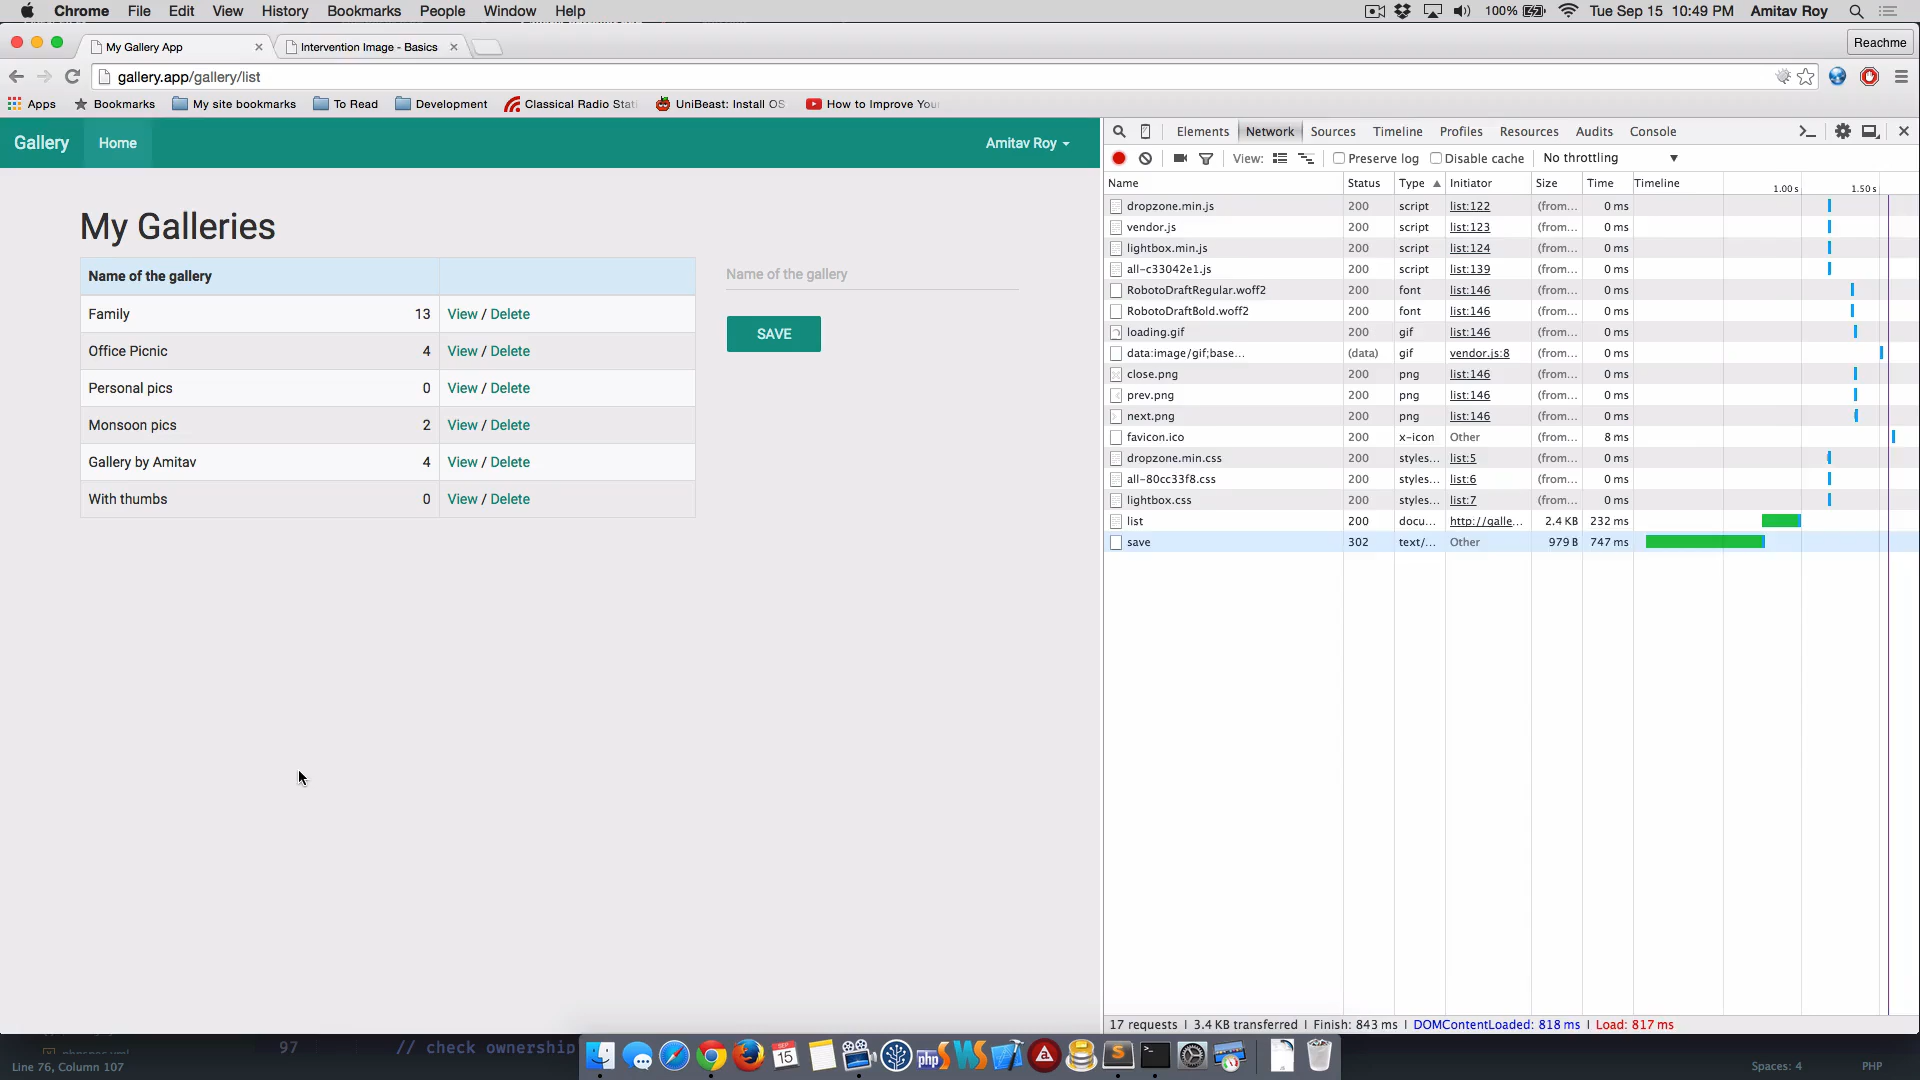 Chrome File Edit View History Bookmarks People Window Help 100% Tue Sep 15 10:49 PM Amitav Roy
My Gallery App Intervention Image - Basics Reachme
gallery.app/gallery/list
Apps Bookmarks My site bookmarks To Read Development Classical Radio Stati UniBeast: Install OS How to Improve You
Gallery Home Amitav Roy
My Galleries
Name of the gallery
Family 13 View / Delete
Office Picnic 4 View / Delete
Personal pics 0 View / Delete
Monsoon pics 2 View / Delete
Gallery by Amitav 4 View / Delete
With thumbs 0 View / Delete
Name of the gallery
SAVE
Elements Network Sources Timeline Profiles Resources Audits Console
View: Preserve log Disable cache No throttling
Name Status Type Initiator Size Time Timeline 1.00 s 1.50 s
dropzone.min.js 200 script list:122 (from... 0 ms
vendor.js 200 script list:123 (from... 0 ms
lightbox.min.js 200 script list:124 (from... 0 ms
all-c33042e1.js 200 script list:139 (from... 0 ms
RobotoDraftRegular.woff2 200 font list:146 (from... 0 ms
RobotoDraftBold.woff2 200 font list:146 (from... 0 ms
loading.gif 200 gif list:146 (from... 0 ms
data:image/gif;base... (data) gif vendor.js:8 (from... 0 ms
close.png 200 png list:146 (from... 0 ms
prev.png 200 png list:146 (from... 0 ms
next.png 200 png list:146 (from... 0 ms
favicon.ico 200 x-icon Other (from... 8 ms
dropzone.min.css 200 styles... list:5 (from... 0 ms
all-80cc33f8.css 200 styles... list:6 (from... 0 ms
lightbox.css 200 styles... list:7 (from... 0 ms
list 200 docu... http://galle... 2.4 KB 232 ms
save 302 text/... Other 979 B 747 ms
17 requests | 3.4 KB transferred | Finish: 843 ms | DOMContentLoaded: 818 ms | Load: 817 ms
97 // check ownership
SEP 15 php S WS
Line 76, Column 107 Spaces: 4 PHP